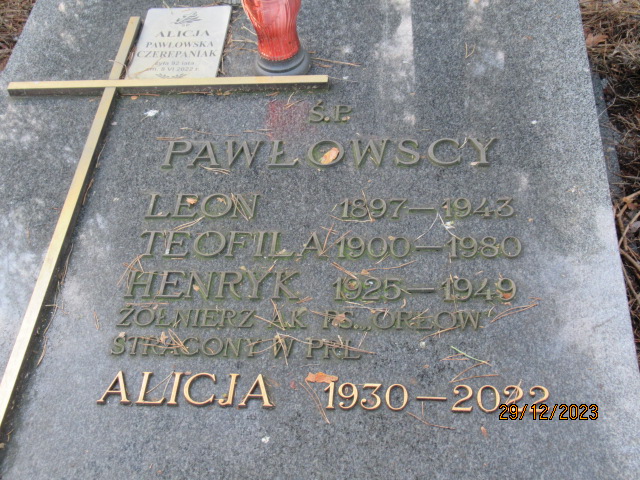 ALICJA
PAWŁOWSKA
CZEREPANIAK
Ś.P.
PAWŁOWSCY
LEON 1897–1943
TEOFILA 1900–1980
HENRYK 1925–1949
ŻOŁNIERZ AK PS. „ORŁOW"
STRACONY W PRL
ALICJA 1930–2022
29/12/2023